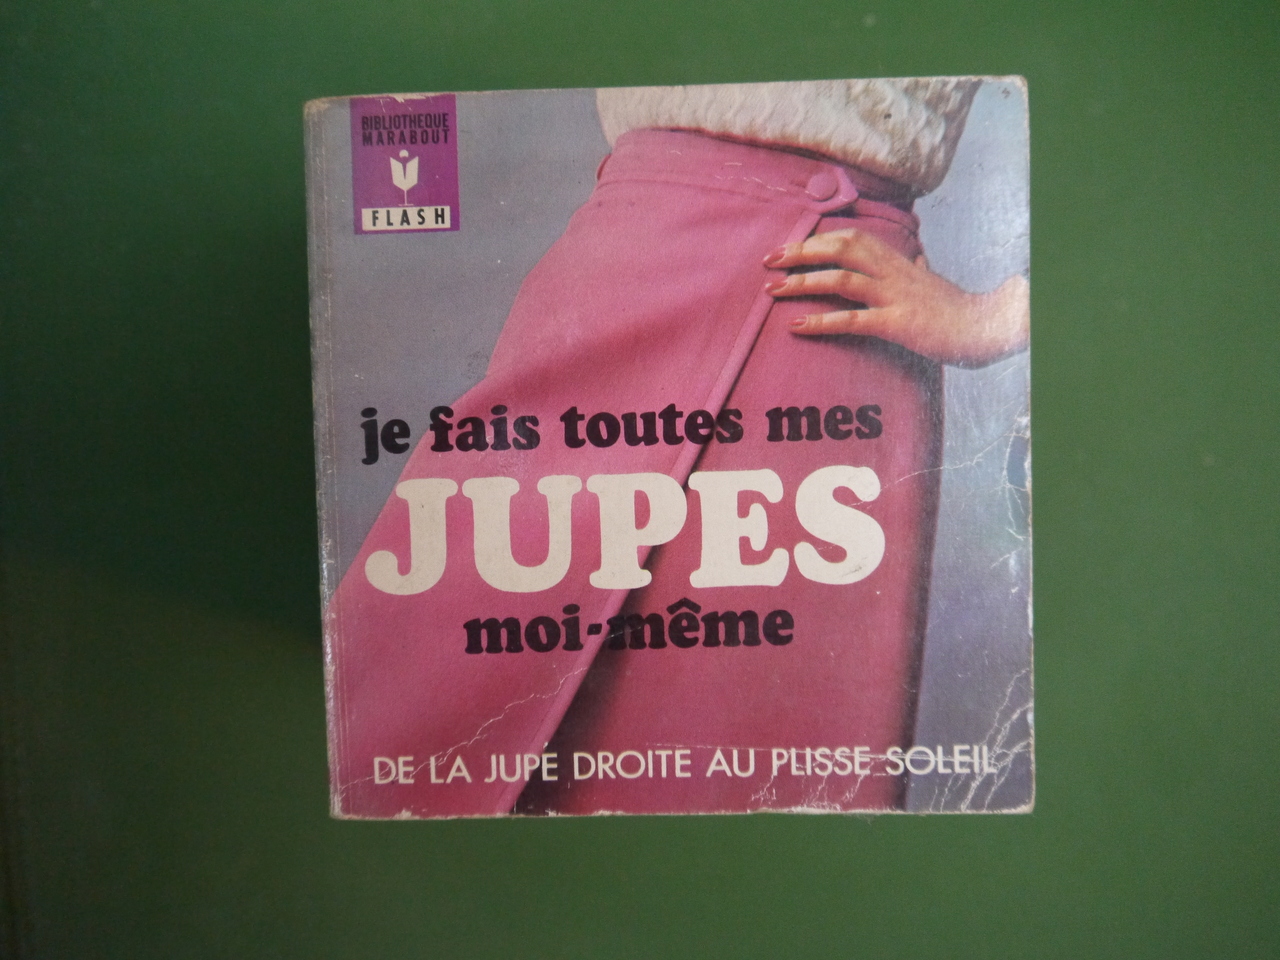 BIBLIOTHEQUE
MARABOUT
FLASH
je fais toutes mes
JUPES
moi-même
DE LA JUPE DROITE AU PLISSE SOLEIL